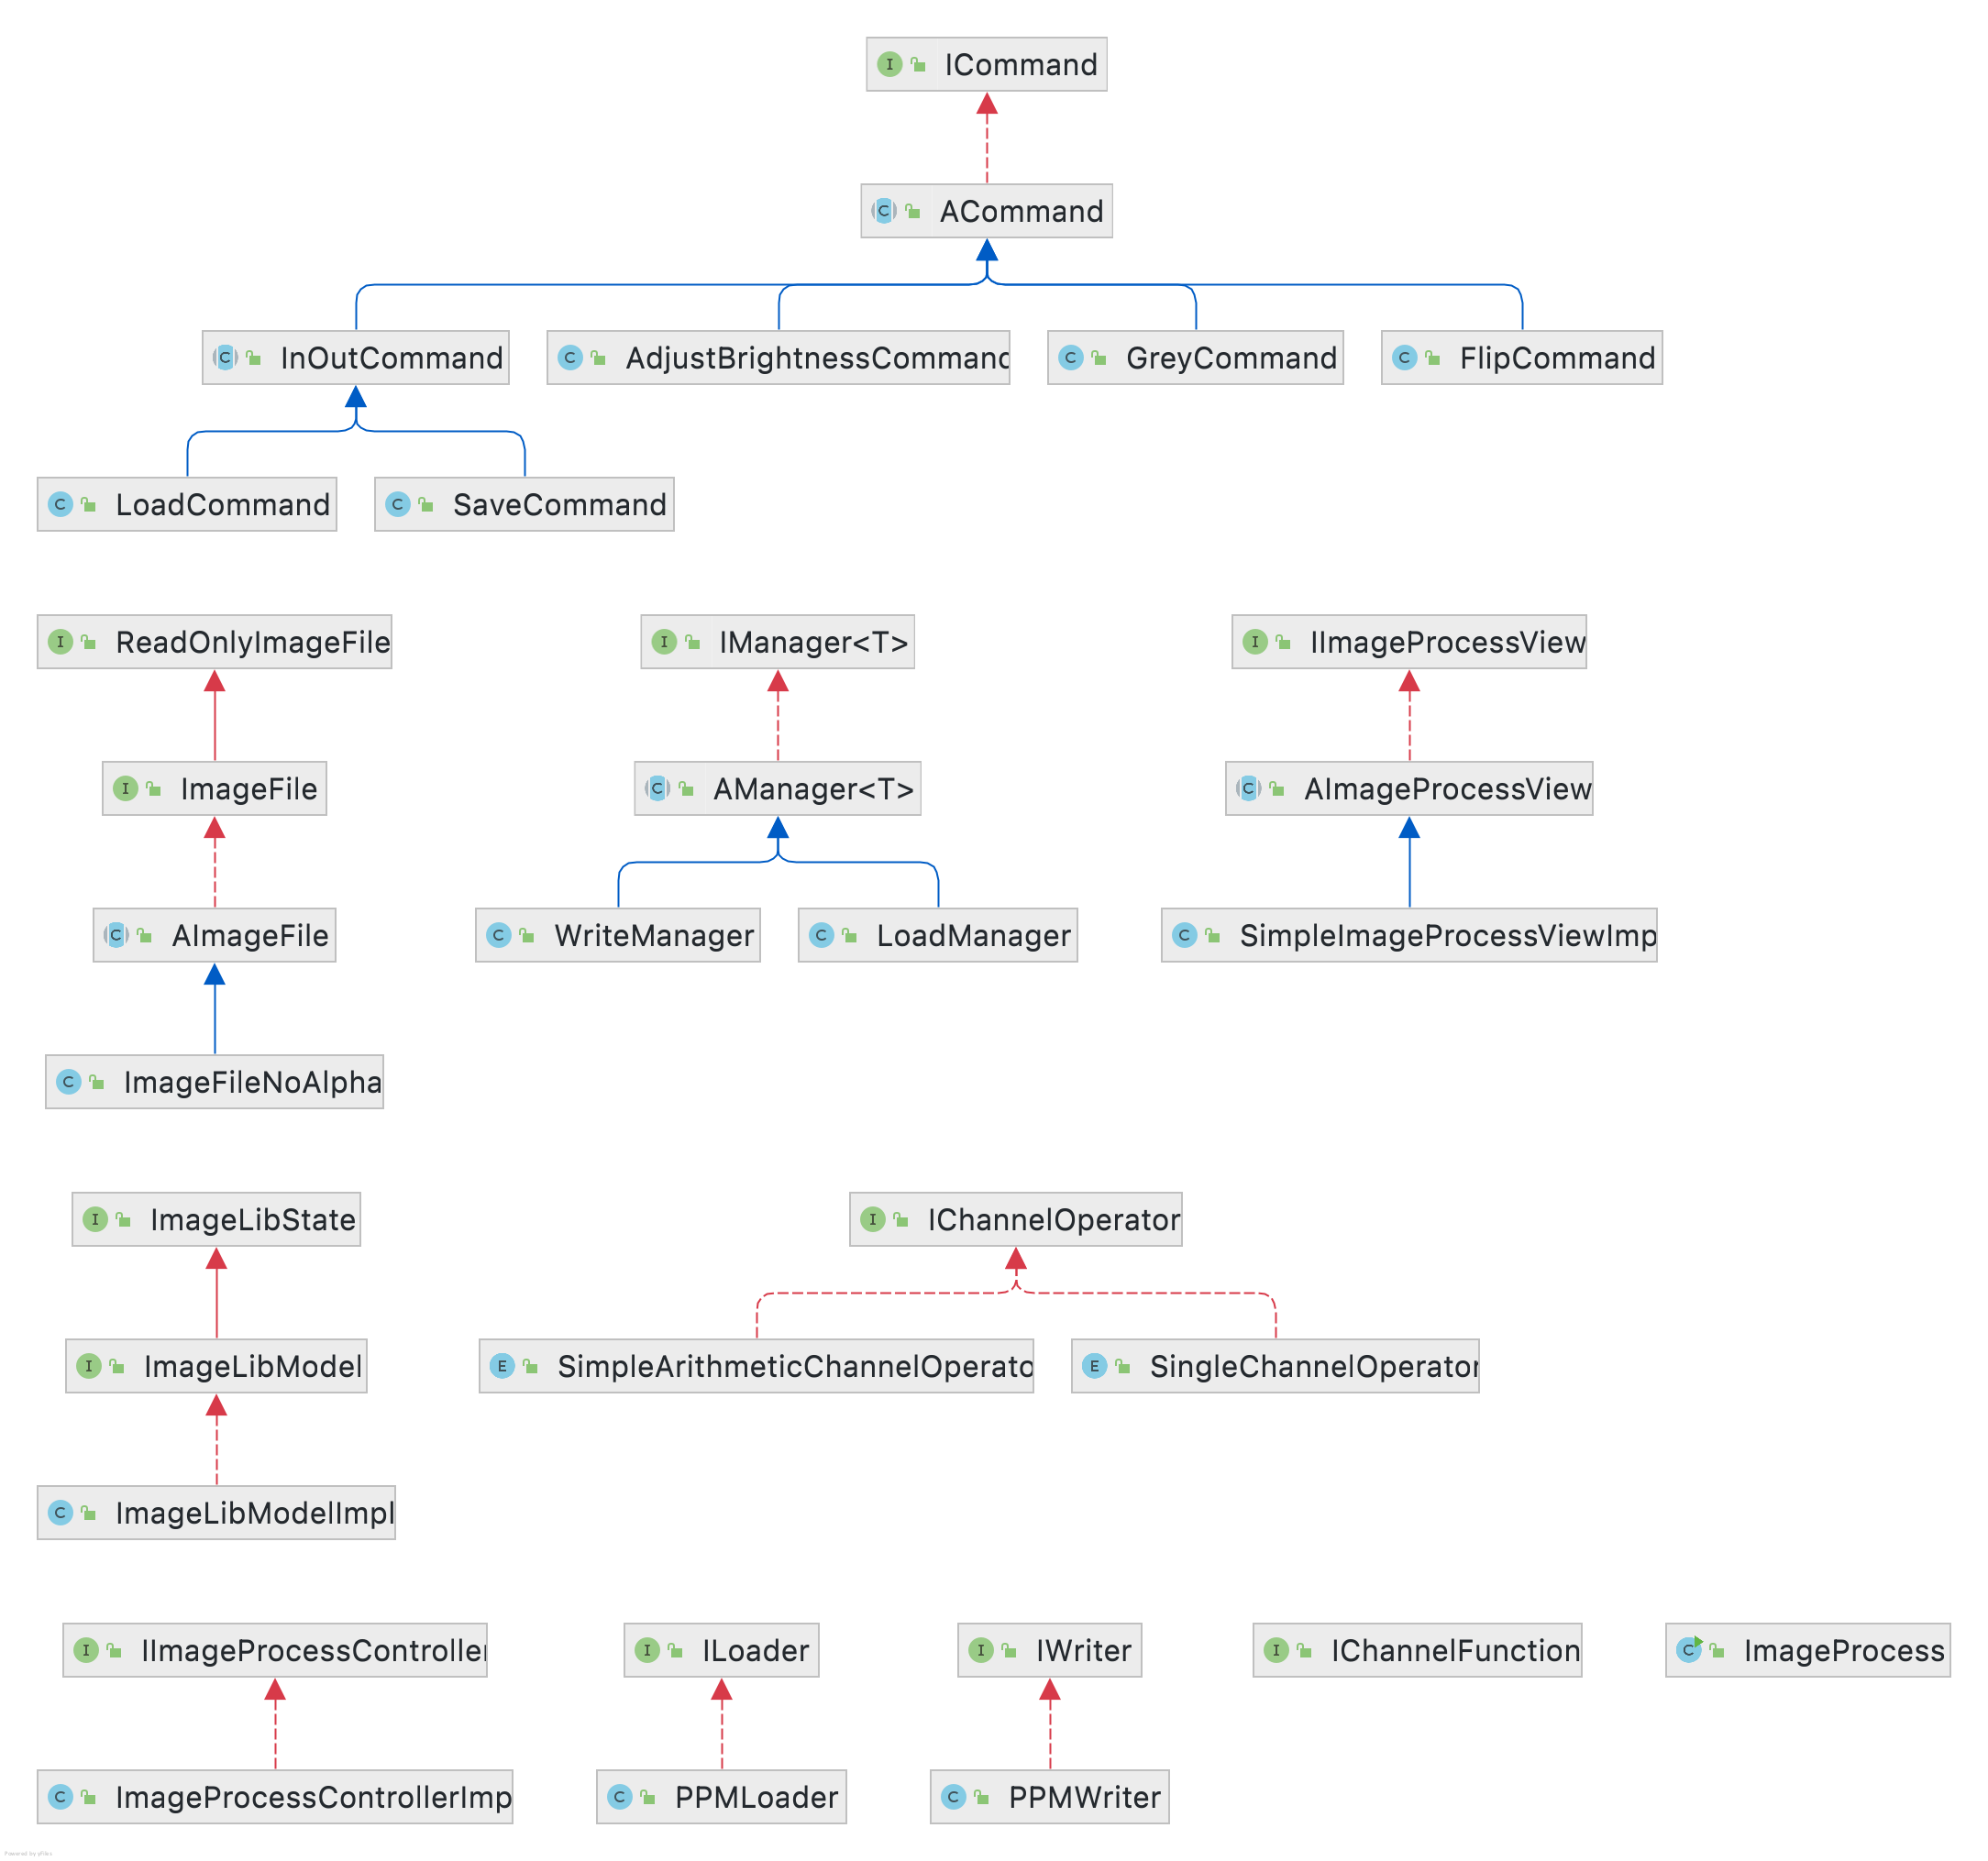 I ICommand
C ACommand
C InOutCommand
C AdjustBrightnessCommand
C GreyCommand
C FlipCommand
C LoadCommand
C SaveCommand
I ReadOnlyImageFile
I IManager<T>
I IImageProcessView
I ImageFile
C AManager<T>
C AImageProcessView
C AImageFile
C WriteManager
C LoadManager
C SimpleImageProcessViewImp
C ImageFileNoAlpha
I ImageLibState
I IChannelOperator
I ImageLibModel
E SimpleArithmeticChannelOperato
E SingleChannelOperator
C ImageLibModelImpl
I IImageProcessController
I ILoader
I IWriter
I IChannelFunction
C ImageProcess
C ImageProcessControllerImp
C PPMLoader
C PPMWriter
Powered by yFiles